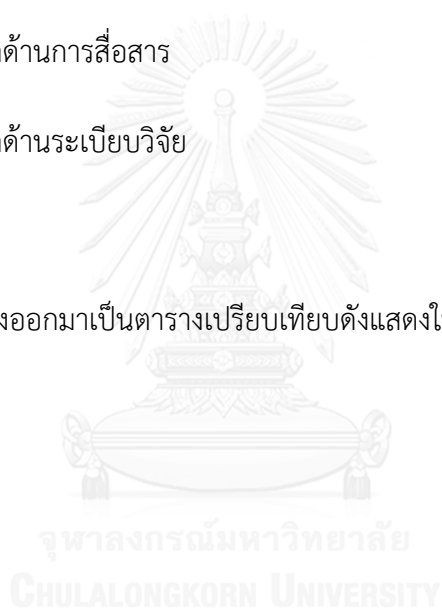 ด้านการสื่อสาร
ด้านระเบียบวิจัย
งออกมาเป็นตารางเปรียบเทียบดังแสดงใ
จุฬาลงกรณ์มหาวิทยาลัย
CHULALONGKORN UNIVERSITY